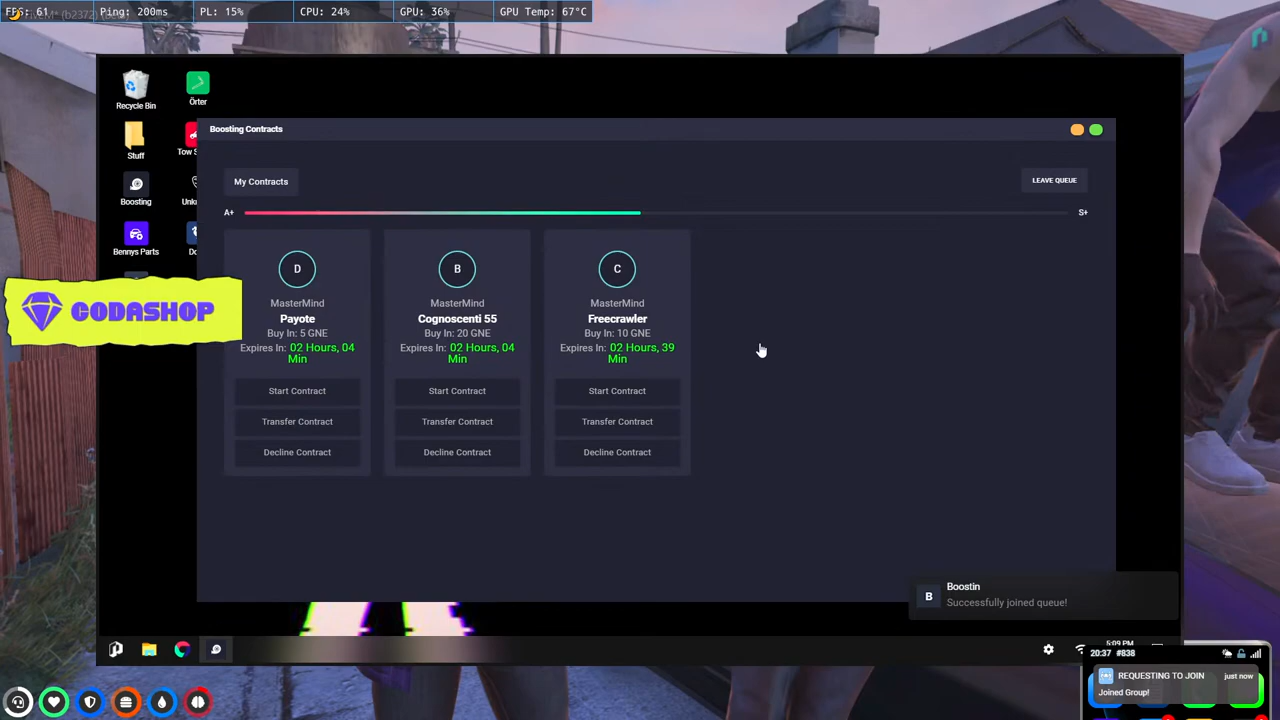 FPS: 61
Ping: 200ms
PL: 15%
CPU: 24%
GPU: 36%
GPU Temp: 67°C
Recycle Bin
Örter
Stuff
Boosting
Bennys Parts
Boosting Contracts
My Contracts
LEAVE QUEUE
A+
S+
D
MasterMind
Payote
Buy In: 5 GNE
Expires In: 02 Hours, 04
Min
Start Contract
Transfer Contract
Decline Contract
B
MasterMind
Cognoscenti 55
Buy In: 20 GNE
Expires In: 02 Hours, 04
Min
Start Contract
Transfer Contract
Decline Contract
C
MasterMind
Freecrawler
Buy In: 10 GNE
Expires In: 02 Hours, 39
Min
Start Contract
Transfer Contract
Decline Contract
CODASHOP
B
Boostin
Successfully joined queue!
5:09 PM
20:37 #838
REQUESTING TO JOIN
just now
Joined Group!